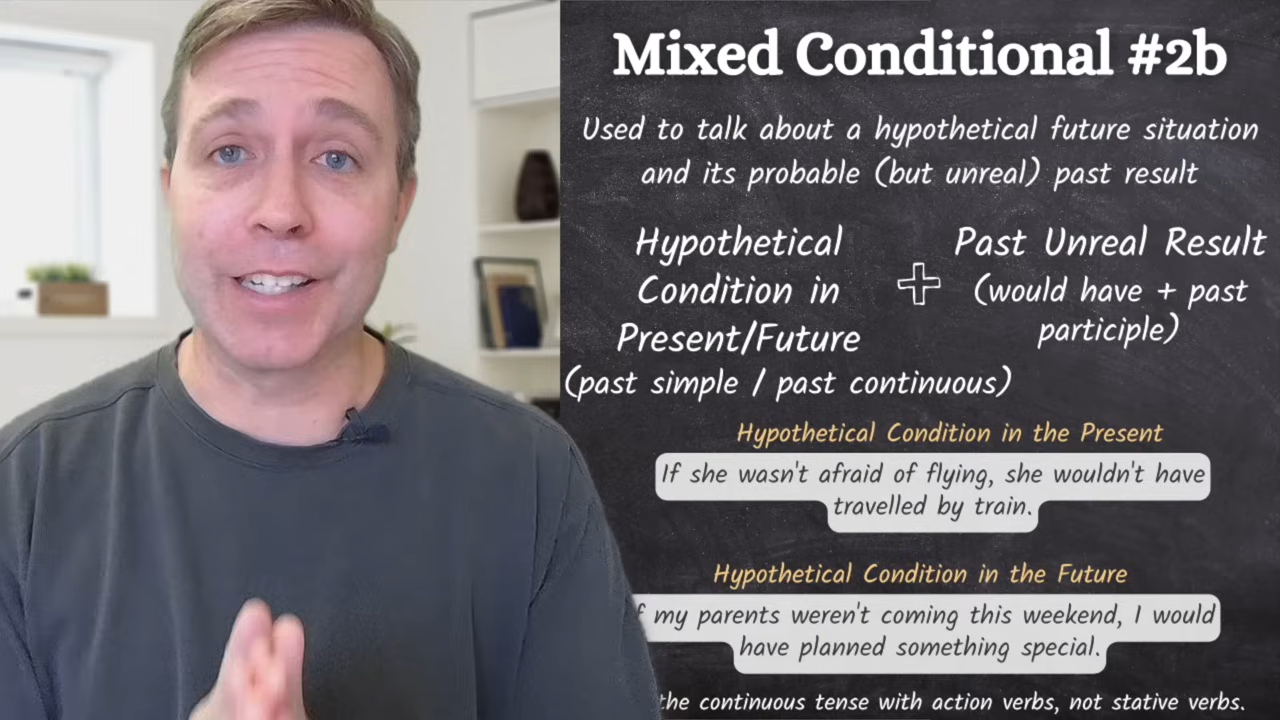 Mixed Conditional #2b
Used to talk about a hypothetical future situation
and its probable (but unreal) past result
Hypothetical
Condition in
Present/Future
(past simple / past continuous)
Past Unreal Result
(would have + past
participle)
Hypothetical Condition in the Present
If she wasn't afraid of flying, she wouldn't have
travelled by train.
Hypothetical Condition in the Future
f my parents weren't coming this weekend, I would
have planned something special.
the continuous tense with action verbs, not stative verbs.